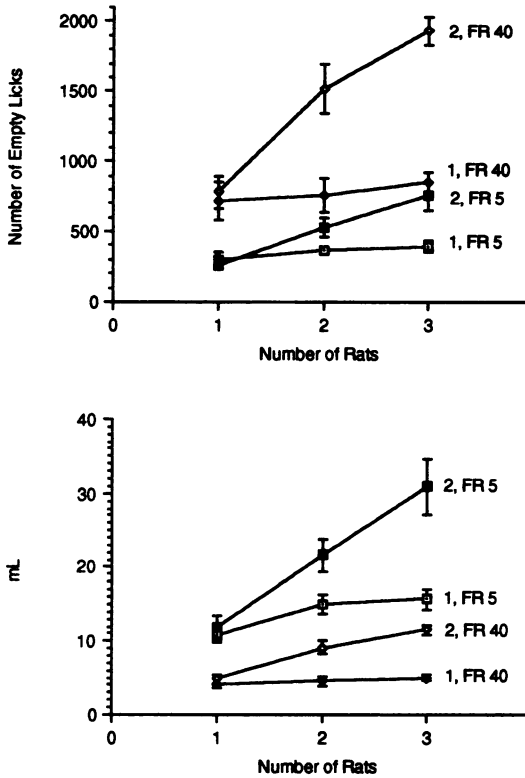 2000
1500
1000
500
0
Number of Empty Licks
2, FR 40
1, FR 40
2, FR 5
1, FR 5
0
1
2
3
Number of Rats
40
30
20
10
0
mL
2, FR 5
1, FR 5
2, FR 40
1, FR 40
0
1
2
3
Number of Rats